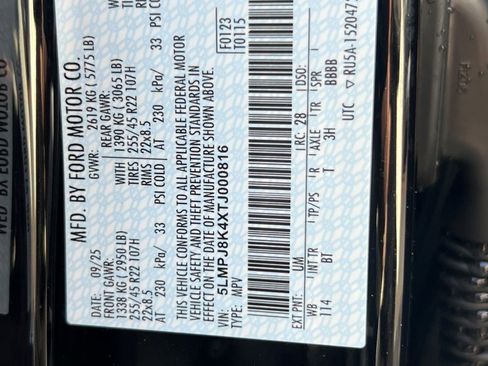 MFD. BY FORD MOTOR CO.
DATE: 09/25 GVWR: 2619 KG ( 5775 LB)
FRONT GAWR: REAR GAWR:
1338 KG ( 2950 LB) 1390 KG ( 3065 LB)
255/45 R22 107H TIRES 255/45 R22 107H
22x8.5 RIMS 22x8.5
AT 230 kPa/ 33 PSI COLD AT 230 kPa/ 33 PSI
THIS VEHICLE CONFORMS TO ALL APPLICABLE FEDERAL MOTOR
VEHICLE SAFETY AND THEFT PREVENTION STANDARDS IN
EFFECT ON THE DATE OF MANUFACTURE SHOWN ABOVE.
F0123
T0115
VIN: 5LMPJ8K4XTJ000816
TYPE: MPV
EXT PNT: UM RC: 28 DSO:
WB INT TR TP/PS R AXLE TR SPR
114 BT T 3H BBBB
UTC